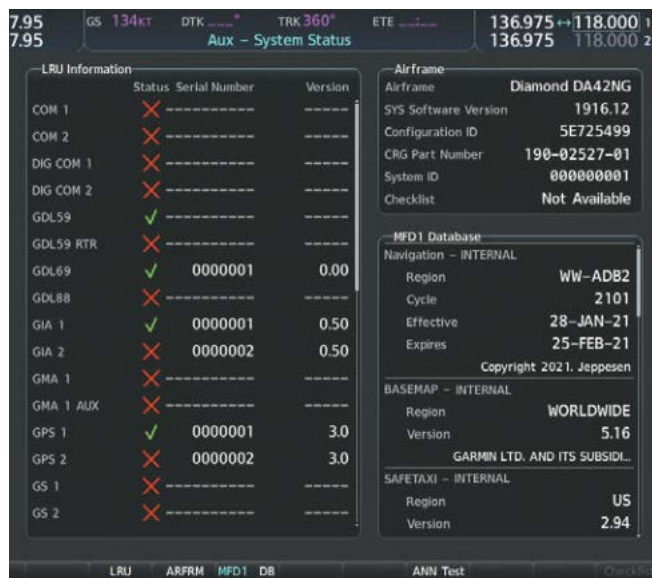 7.95 GS 134KT DTK ___° TRK 360° ETE __:__ 136.975↔118.000 1
7.95 Aux – System Status 136.975 118.000 2
LRU Information
Status Serial Number Version
COM 1 ---------- -----
COM 2 ---------- -----
DIG COM 1 ---------- -----
DIG COM 2 ---------- -----
GDL59 ---------- -----
GDL59 RTR ---------- -----
GDL69 0000001 0.00
GDL88 ---------- -----
GIA 1 0000001 0.50
GIA 2 0000002 0.50
GMA 1 ---------- -----
GMA 1 AUX ---------- -----
GPS 1 0000001 3.0
GPS 2 0000002 3.0
GS 1 ---------- -----
GS 2 ---------- -----
Airframe
Airframe Diamond DA42NG
SYS Software Version 1916.12
Configuration ID 5E725499
CRG Part Number 190-02527-01
System ID 000000001
Checklist Not Available
MFD1 Database
Navigation – INTERNAL
Region WW-ADB2
Cycle 2101
Effective 28-JAN-21
Expires 25-FEB-21
Copyright 2021. Jeppesen
BASEMAP – INTERNAL
Region WORLDWIDE
Version 5.16
GARMIN LTD. AND ITS SUBSIDI...
SAFETAXI – INTERNAL
Region US
Version 2.94
LRU ARFRM MFD1 DB ANN Test Checklist